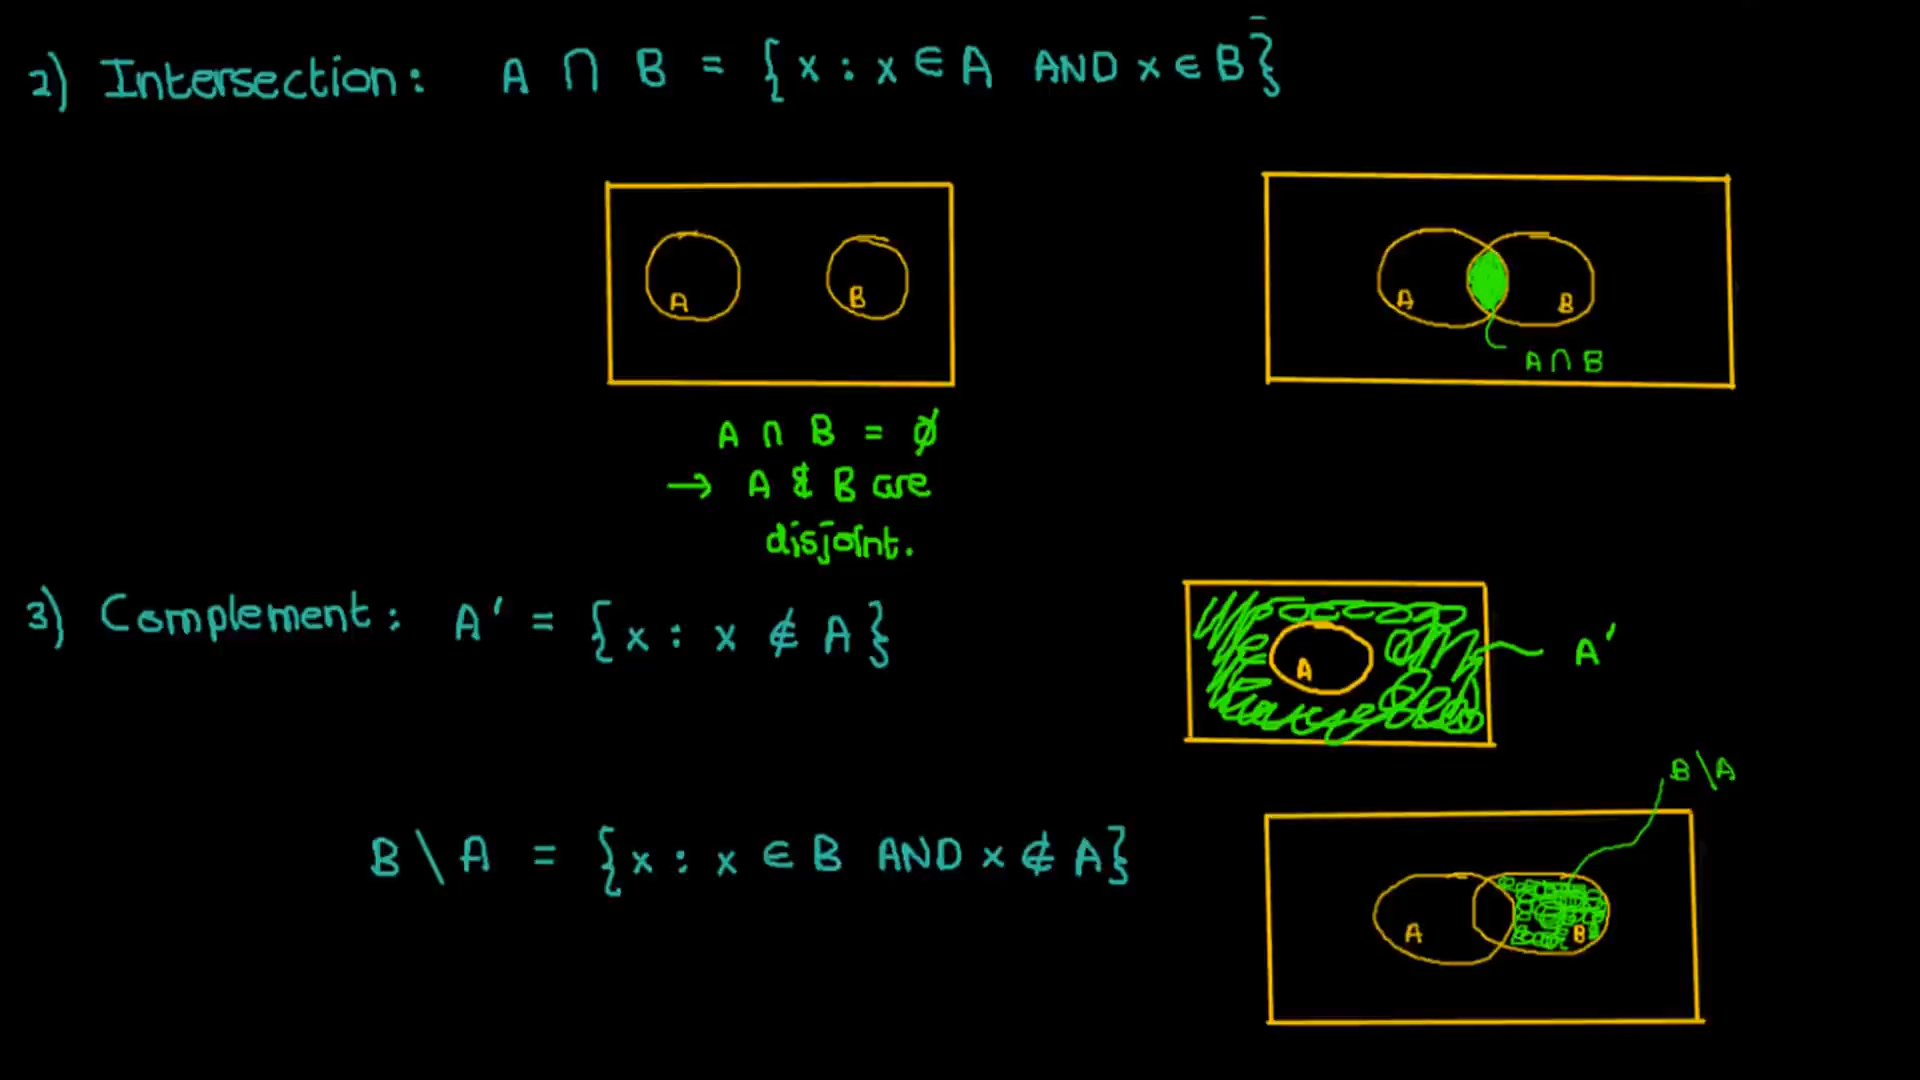 2) Intersection: A ∩ B = {x : x ∈ A AND x ∈ B}
A
B
A
B
A ∩ B
A ∩ B = ∅
→ A & B are
disjoint.
3) Complement: A' = {x : x ∉ A}
A
A'
B \ A
B \ A = {x : x ∈ B AND x ∉ A}
A
B